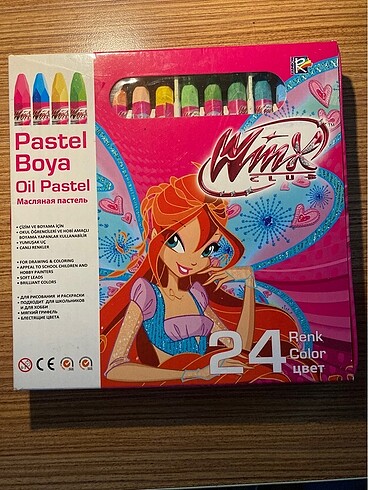 Pastel
Boya
Oil Pastel
Масляная пастель
• ÇİZİM VE BOYAMA İÇİN
• OKUL ÖĞRENCİLERİ VE HOBİ AMAÇLI
BOYAMA YAPANLAR KULLANABİLİR
• YUMUŞAK UÇ
• CANLI RENKLER
• FOR DRAWING & COLORING
• APPEAL TO SCHOOL CHILDREN AND
HOBBY PAINTERS
• SOFT LEADS
• BRILLIANT COLORS
• ДЛЯ РИСОВАНИЯ И РАСКРАСКИ
• ПОДХОДИТ ДЛЯ ШКОЛЬНИКОВ
И ДЛЯ ХОББИ
• МЯГКИЙ ГРИФЕЛЬ
• БЛЕСТЯЩИЕ ЦВЕТА
CE
WinX
CLUB
24
Renk
Color
цвет